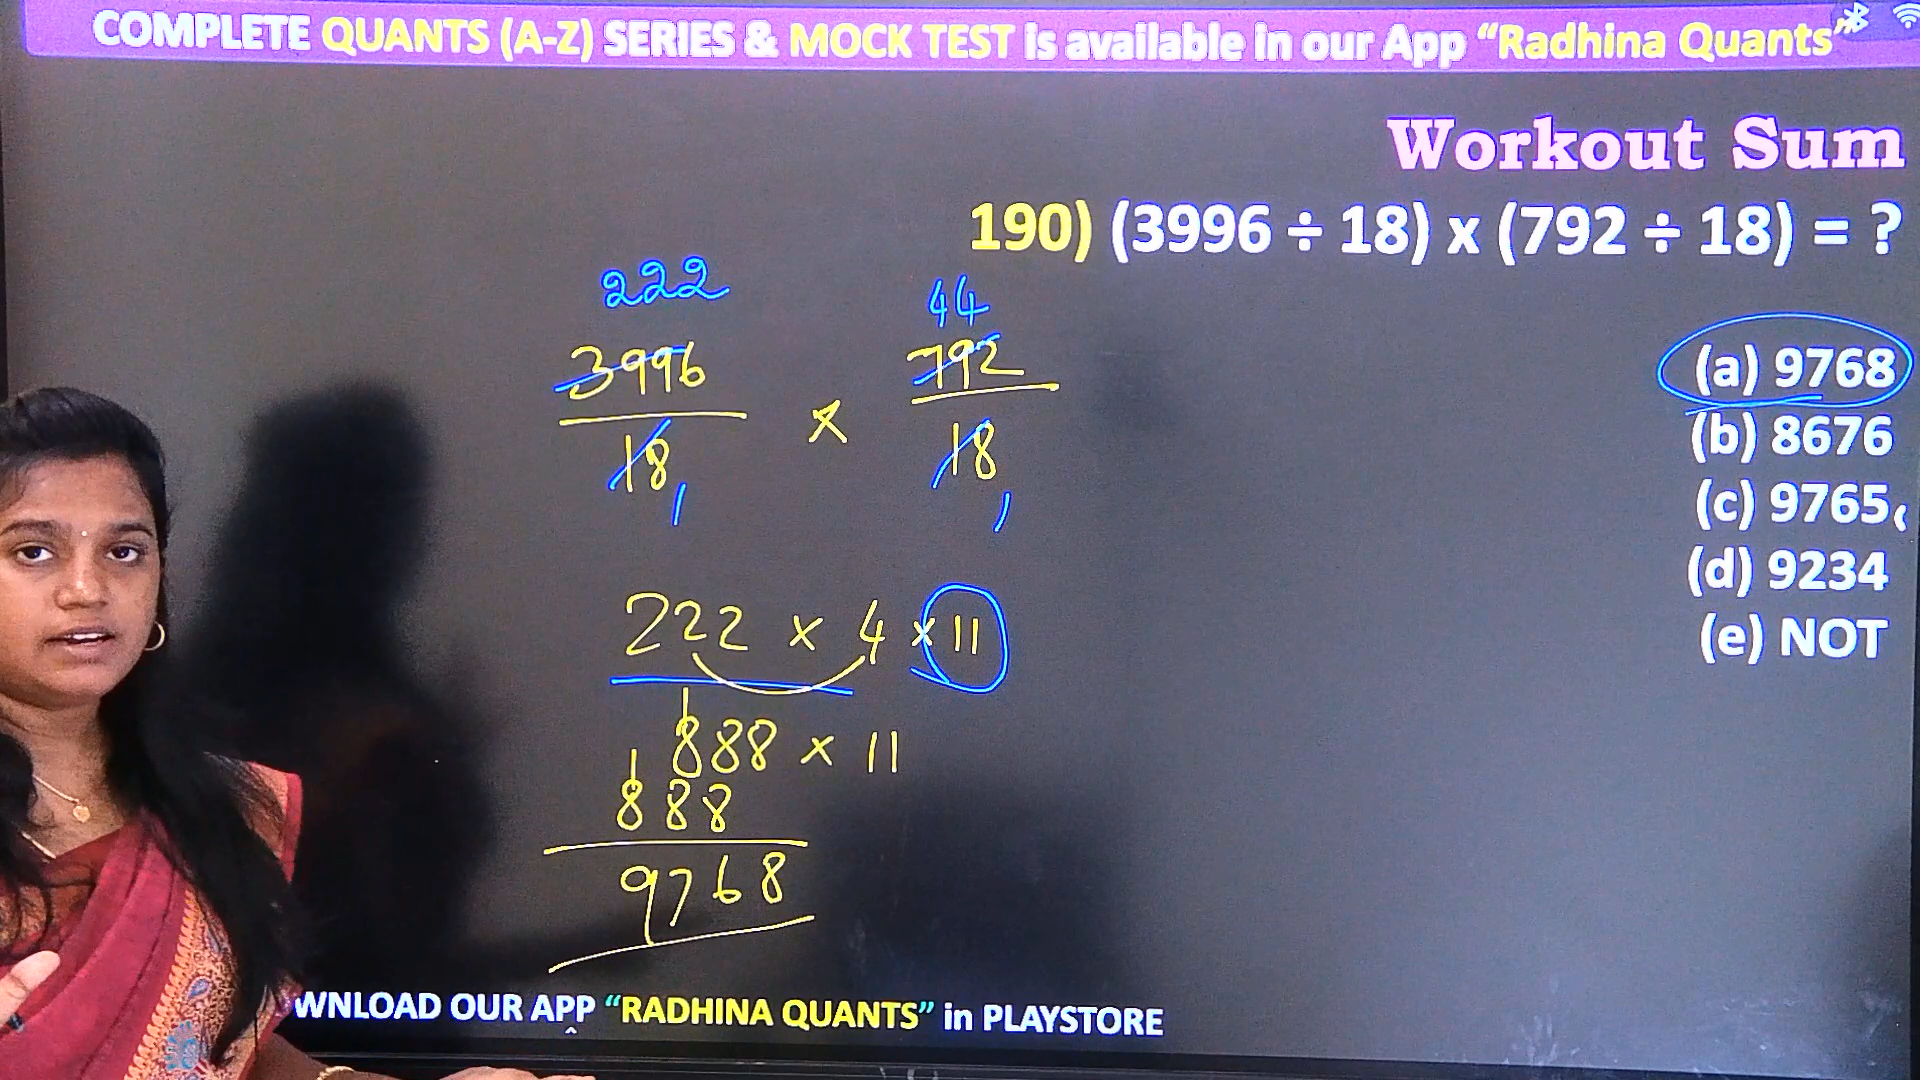 COMPLETE QUANTS (A-Z) SERIES & MOCK TEST is available in our App “Radhina Quants”
Workout Sum
190) (3996 ÷ 18) x (792 ÷ 18) = ?
222 44
3996 792
×
18 18
1 1
(a) 9768
(b) 8676
(c) 9765
(d) 9234
(e) NOT
222 × 4 × 11
1
888 × 11
1
888
9768
WNLOAD OUR APP “RADHINA QUANTS” in PLAYSTORE